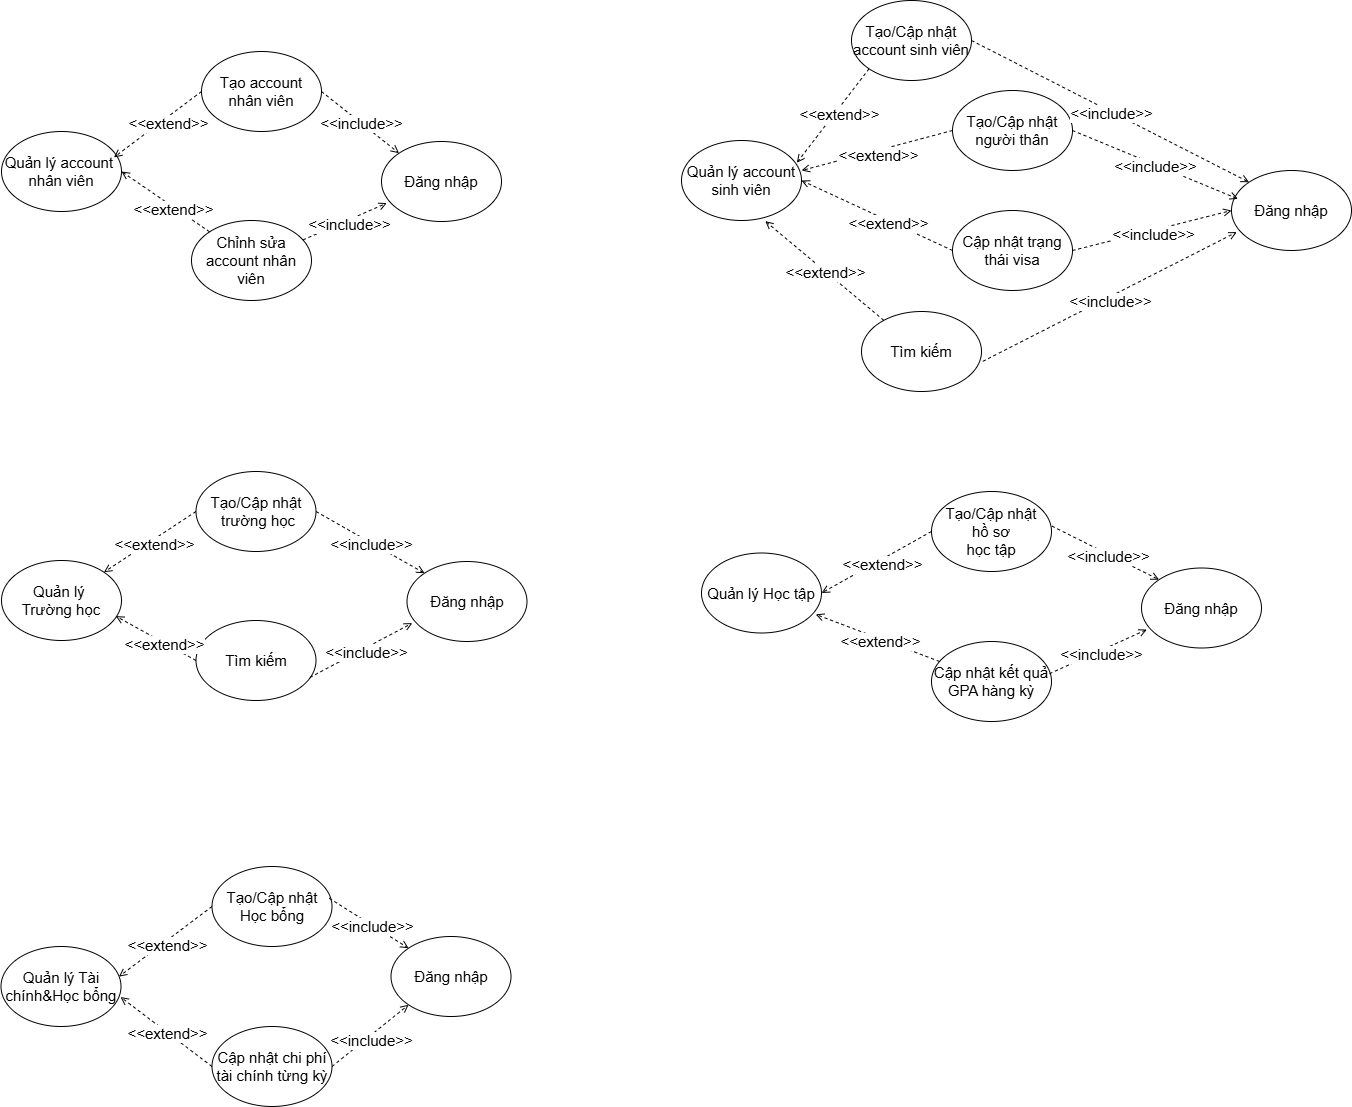 Tạo account
nhân viên
<<extend>>
<<include>>
Quản lý account
nhân viên
Đăng nhập
<<extend>>
<<include>>
Chỉnh sửa
account nhân
viên
Tạo/Cập nhật
account sinh viên
<<extend>>
<<include>>
Tạo/Cập nhật
người thân
<<extend>>
<<include>>
Quản lý account
sinh viên
Đăng nhập
<<extend>>
<<include>>
Cập nhật trạng
thái visa
<<extend>>
<<include>>
Tìm kiếm
Tạo/Cập nhật
trường học
<<extend>>
<<include>>
Quản lý
Trường học
Đăng nhập
<<extend>>
<<include>>
Tìm kiếm
Tạo/Cập nhật
hồ sơ
học tập
<<extend>>
<<include>>
Quản lý Học tập
Đăng nhập
<<extend>>
<<include>>
Cập nhật kết quả
GPA hàng kỳ
Tạo/Cập nhật
Học bổng
<<extend>>
<<include>>
Quản lý Tài
chính&Học bổng
Đăng nhập
<<extend>>
<<include>>
Cập nhật chi phí
tài chính từng kỳ